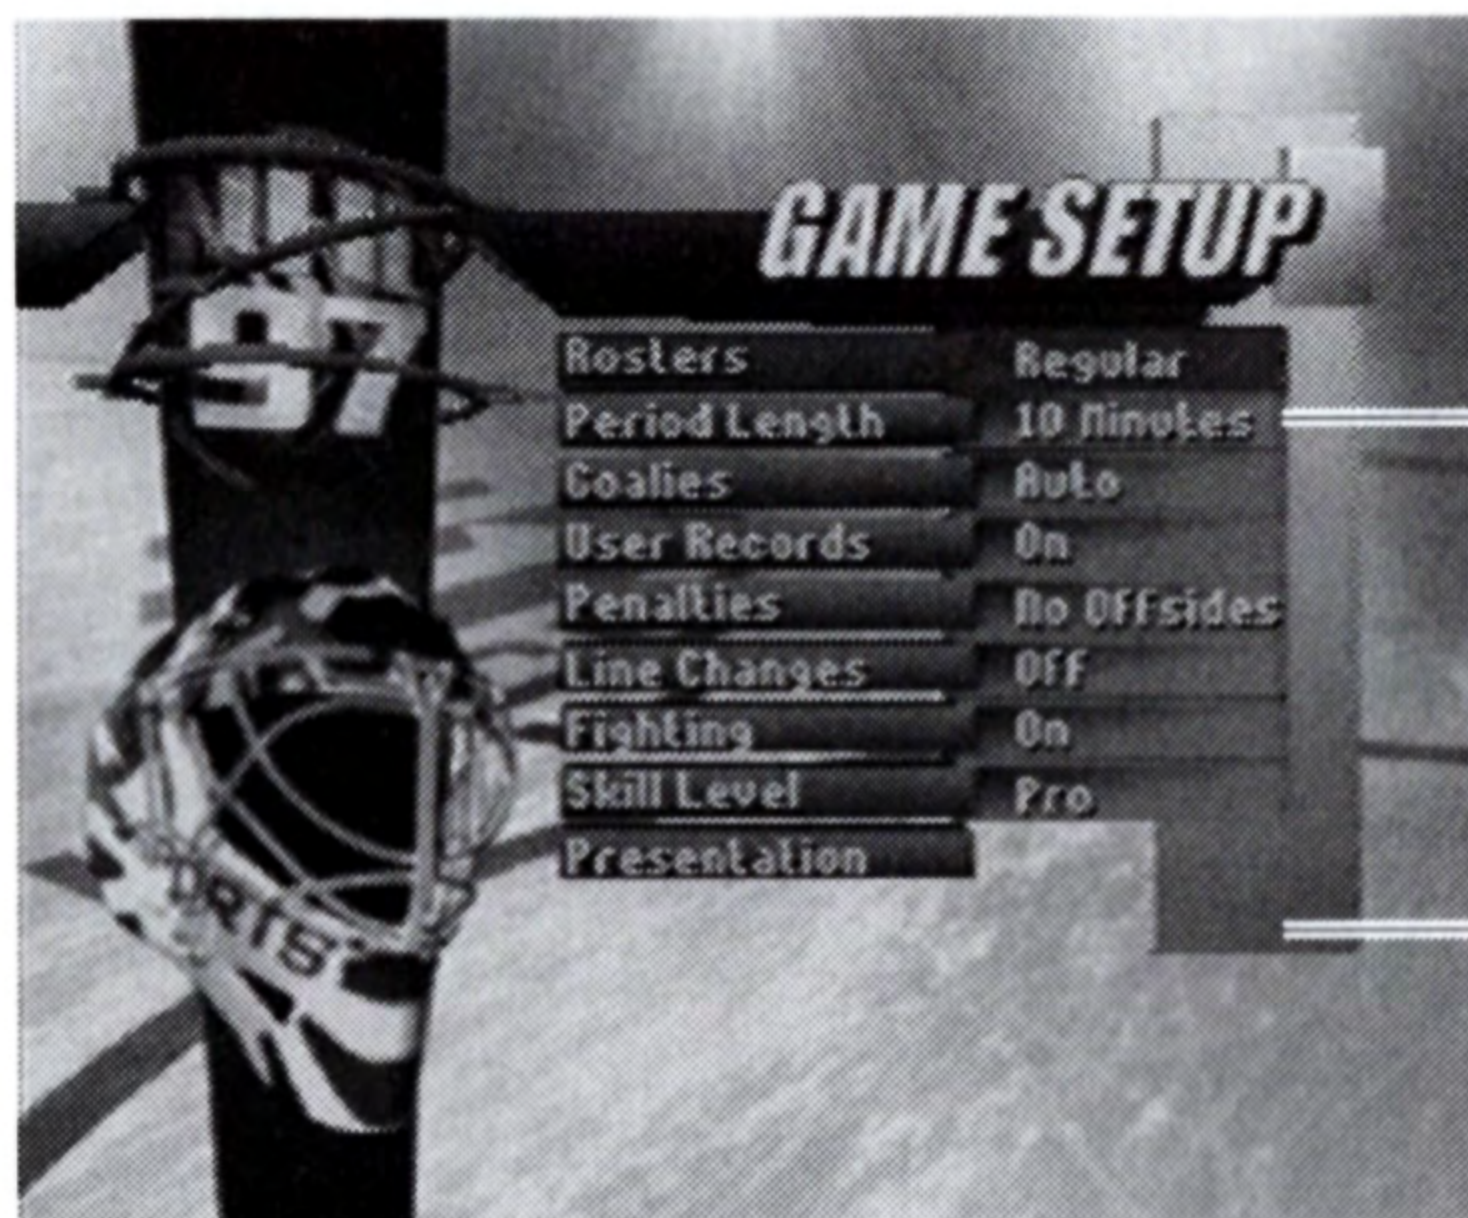 GAME SETUP
97
Rosters Regular
Period Length 10 Minutes
Goalies Auto
User Records On
Penalties No Offsides
Line Changes Off
Fighting On
Skill Level Pro
Presentation
ORTS